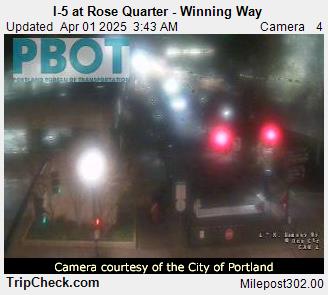 I-5 at Rose Quarter - Winning Way
Updated Apr 01 2025 3:43 AM Camera 4
PBOT
PORTLAND BUREAU OF TRANSPORTATION
Camera courtesy of the City of Portland
TripCheck.com Milepost302.00